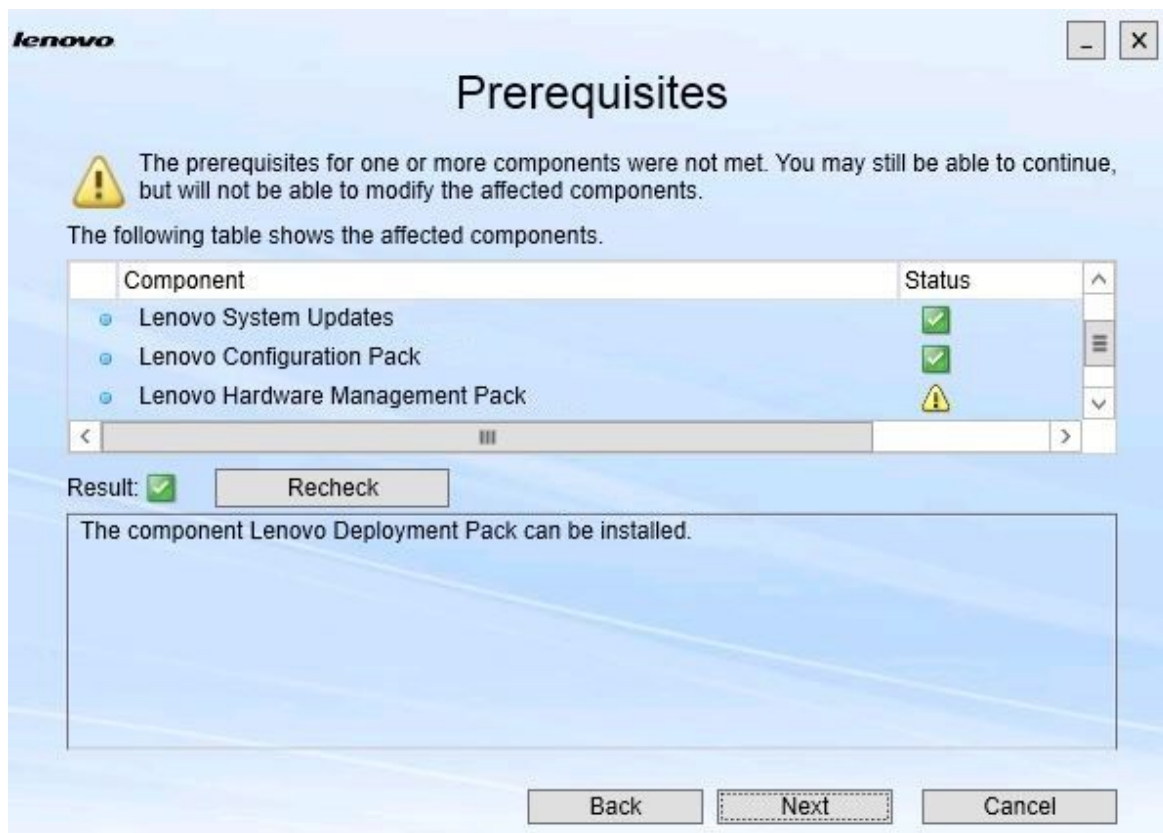 lenovo
Prerequisites
The prerequisites for one or more components were not met. You may still be able to continue,
but will not be able to modify the affected components.
The following table shows the affected components.
Component Status
Lenovo System Updates
Lenovo Configuration Pack
Lenovo Hardware Management Pack
Result: Recheck
The component Lenovo Deployment Pack can be installed.
Back Next Cancel